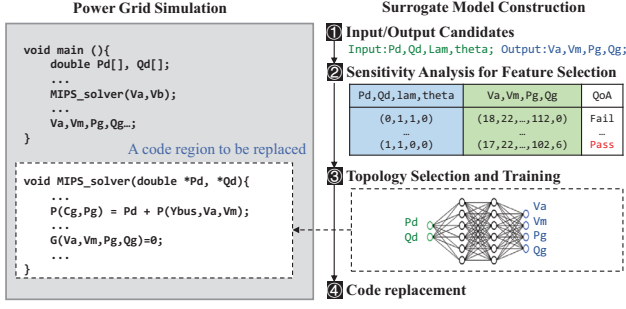 Power Grid Simulation
void main (){
double Pd[], Qd[];
...
MIPS_solver(Va,Vb);
...
Va,Vm,Pg,Qg…;
}
A code region to be replaced
void MIPS_solver(double *Pd, *Qd){
...
P(Cg,Pg) = Pd + P(Ybus,Va,Vm);
...
G(Va,Vm,Pg,Qg)=0;
...
}
Surrogate Model Construction
① Input/Output Candidates
Input:Pd,Qd,Lam,theta; Output:Va,Vm,Pg,Qg;
② Sensitivity Analysis for Feature Selection
Pd,Qd,lam,theta Va,Vm,Pg,Qg QoA
(0,1,1,0) (18,22,…,112,0) Fail
… … …
(1,1,0,0) (17,22,…,102,6) Pass
③ Topology Selection and Training
Pd
Qd
Va
Vm
Pg
Qg
④ Code replacement